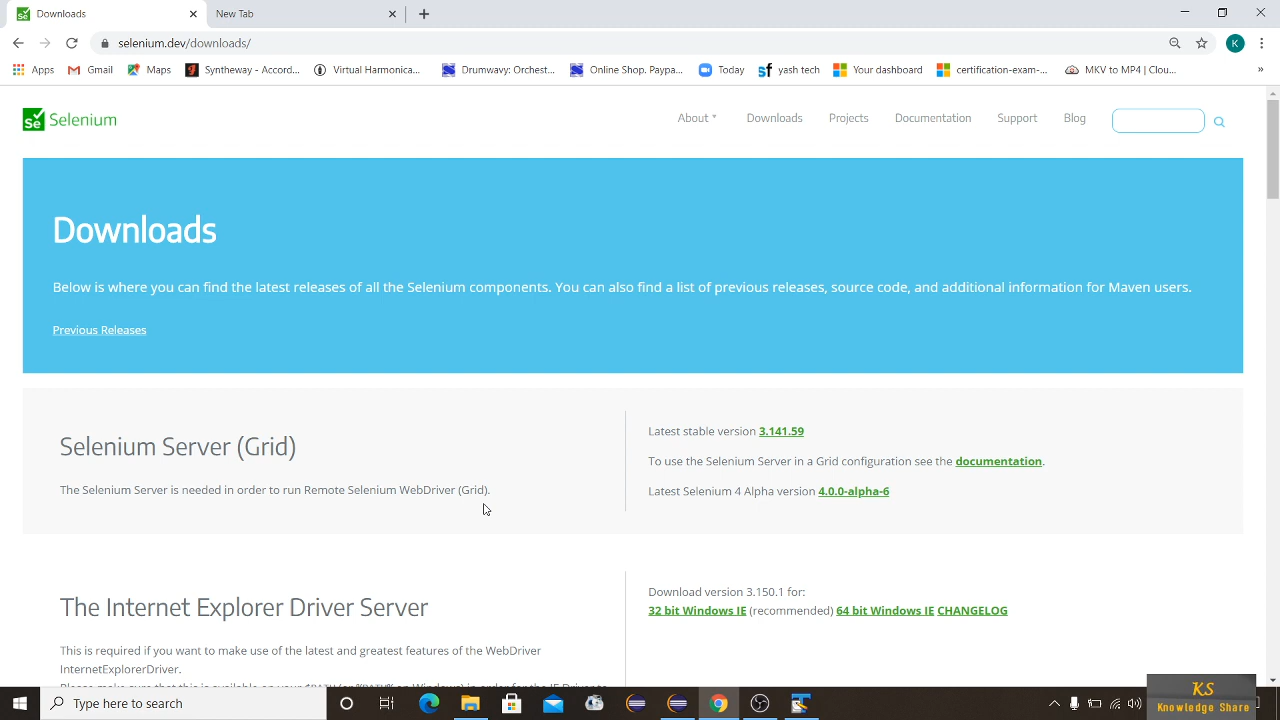 Downloads
New Tab
selenium.dev/downloads/
K
Apps
Gmail
Maps
Synthewiz - Accord...
Virtual Harmonica...
Drumwavy: Orchest...
Online Shop. Paypa...
Today
yash tech
Your dashboard
certification-exam-...
MKV to MP4 | Clou...
»
Selenium
About
Downloads
Projects
Documentation
Support
Blog
Downloads
Below is where you can find the latest releases of all the Selenium components. You can also find a list of previous releases, source code, and additional information for Maven users.
Previous Releases
Selenium Server (Grid)
The Selenium Server is needed in order to run Remote Selenium WebDriver (Grid).
Latest stable version 3.141.59
To use the Selenium Server in a Grid configuration see the documentation.
Latest Selenium 4 Alpha version 4.0.0-alpha-6
The Internet Explorer Driver Server
This is required if you want to make use of the latest and greatest features of the WebDriver
InternetExplorerDriver.
Download version 3.150.1 for:
32 bit Windows IE (recommended) 64 bit Windows IE CHANGELOG
Type here to search
KS
Knowledge Share